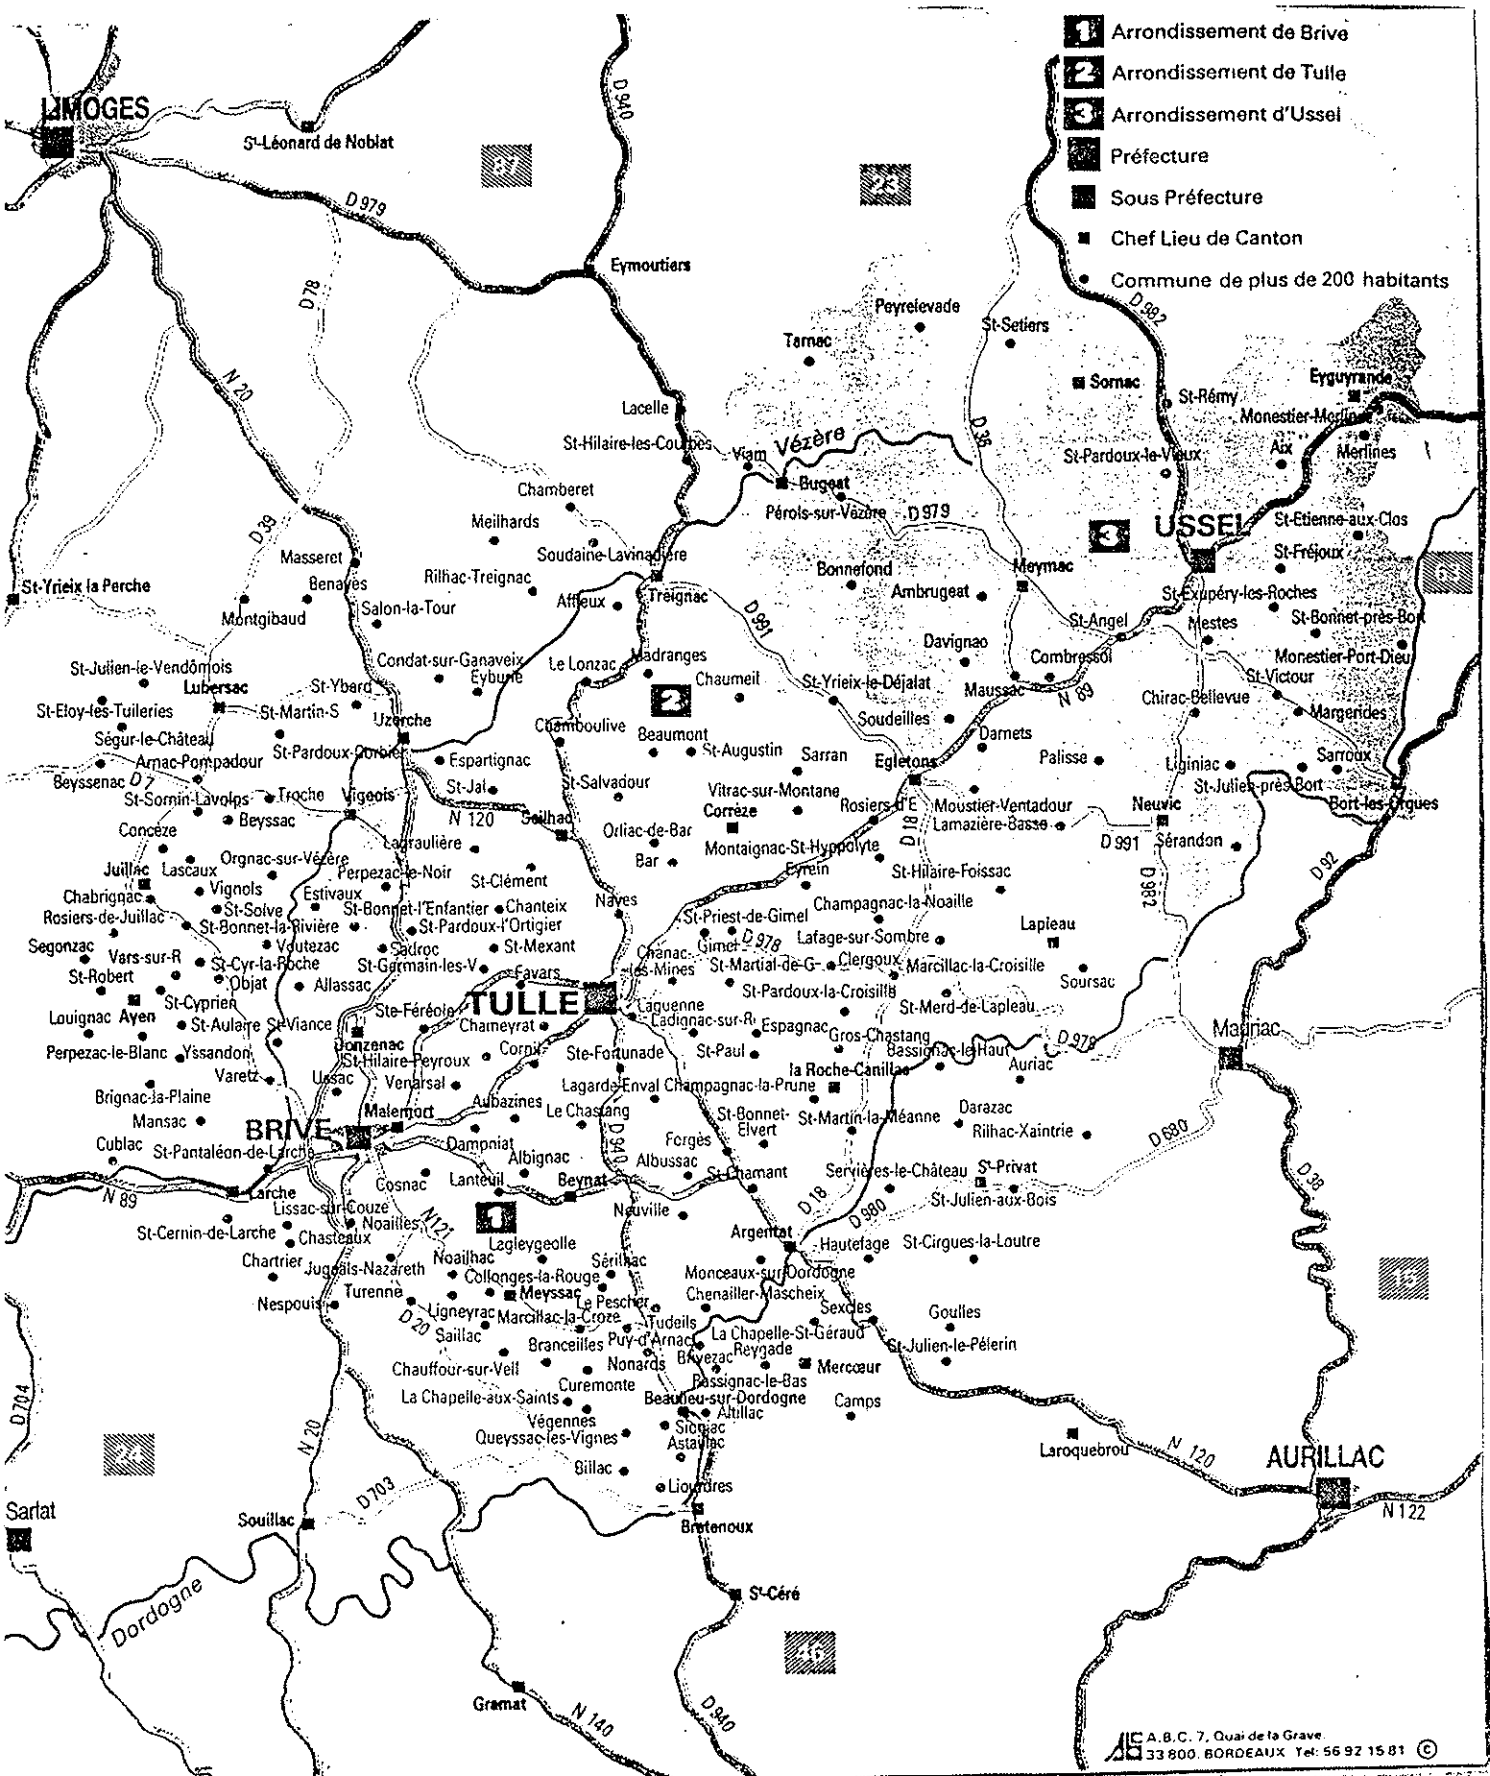 1 Arrondissement de Brive
2 Arrondissement de Tulle
3 Arrondissement d'Ussel
Préfecture
Sous Préfecture
Chef Lieu de Canton
Commune de plus de 200 habitants
LIMOGES
St-Léonard de Noblat
87
23
D 940
D 979
Eymoutiers
D 78
D 982
Peyrelevade
St-Setiers
Tarnac
N 20
Sornac
St-Rémy
Eyguyrande
Monestier-Merlines
Lacelle
St-Hilaire-les-Courbes
Viam
Vézère
D 36
St-Pardoux-le-Vieux
Aix
Merlines
Bugeat
Chamberet
Pérols-sur-Vézère
D 979
Meilhards
D 39
3
USSEL
St-Etienne-aux-Clos
Masseret
Soudaine-Lavinadière
St-Fréjoux
63
St-Yrieix la Perche
Benayes
Rilhac-Treignac
Bonnefond
Meymac
Affieux
Treignac
Ambrugeat
St-Exupéry-les-Roches
Montgibaud
Salon-la-Tour
D 991
St-Angel
Mestes
St-Bonnet-près-Bort
Davignac
Combressol
Monestier-Port-Dieu
St-Julien-le-Vendômois
Condat-sur-Ganaveix
Le Lonzac
Madranges
Lubersac
St-Ybard
Eyburie
Chaumeil
St-Yrieix-le-Déjalat
Maussac
N 89
St-Victour
Chirac-Bellevue
St-Eloy-les-Tuileries
St-Martin-S
2
Soudeilles
Margerides
Uzerche
Chamboulive
Beaumont
Ségur-le-Château
St-Pardoux-Corbier
St-Augustin
Darnets
Arnac-Pompadour
Espartignac
Sarran
Egletons
Palisse
Liginiac
Sarroux
Beyssenac
D 7
St-Jal
St-Salvadour
St-Julien-près-Bort
Troche
Vigeois
Vitrac-sur-Montane
St-Sornin-Lavolps
Corrèze
Rosiers d'E
Moustier-Ventadour
Neuvic
Bort-les-Orgues
Beyssac
N 120
Seilhac
D 18
Lamazière-Basse
Concèze
Orliac-de-Bar
D 991
Sérandon
Lagraulière
Montaignac-St-Hyppolyte
Bar
Orgnac-sur-Vézère
Juillac
Lascaux
Perpezac-le-Noir
Eyrein
St-Hilaire-Foissac
D 92
Chabrignac
Vignols
Estivaux
St-Clément
D 982
Rosiers-de-Juillac
St-Solve
St-Bonnet-l'Enfantier
Chanteix
Naves
Champagnac-la Noaille
St-Bonnet-la-Rivière
St-Pardoux-l'Ortigier
St-Priest-de-Gimel
Lapleau
Segonzac
Voutezac
Gimel
D 978
Lafage-sur-Sombre
Vars-sur-R
Sadroc
St-Mexant
Chanac-
les-Mines
St-Robert
St-Cyr-la-Roche
St-Germain-les-V
St-Martial-de-G
Clergoux
Marcillac-la-Croisille
Objat
Allassac
Favars
Soursac
TULLE
St-Pardoux-la-Croisille
St-Cyprien
Laguenne
St-Merd-de-Lapleau
Louignac
Ayen
St-Aulaire
St-Viance
Ste-Féréole
Ladignac-sur-R
Espagnac
Chameyrat
Gros-Chastang
D 978
Mauriac
Perpezac-le-Blanc
Yssandon
Donzenac
St-Hilaire-Peyroux
Cornil
Ste-Fortunade
St-Paul
Bassignac-le-Haut
Varetz
Ussac
Venarsal
la Roche-Canillac
Auriac
Brignac-la-Plaine
Lagarde-Enval
Champagnac-la-Prune
Mansac
Malemort
Aubazines
Le Chastang
St-Bonnet-
Elvert
St-Martin-la-Méanne
Darazac
BRIVE
Rilhac-Xaintrie
Cublac
Dampniat
D 940
Forgès
D 680
St-Pantaléon-de-Larche
Albignac
Albussac
St-Chamant
Servières-le-Château
St-Privat
D 38
N 89
Larche
Cosnac
Lanteuil
Beynat
St-Julien-aux-Bois
Lissac-sur-Couze
N 121
1
Neuville
D 18
D 980
St-Cernin-de-Larche
Noailles
Chasteaux
Argentat
Hautefage
St-Cirgues-la-Loutre
Lagleygeolle
Noailhac
Sérilhac
Chartrier
Jugeals-Nazareth
Collonges-la-Rouge
Monceaux-sur-Dordogne
15
Turenne
Meyssac
Chenailler-Mascheix
Nespouls
Ligneyrac
Le Pescher
Sexcles
Goulles
D 20
Marcillac-la-Croze
Tudeils
Saillac
Branceilles
Puy-d'Arnac
La Chapelle-St-Géraud
St-Julien-le-Pélerin
Brivezac
Reygade
Chauffour-sur-Vell
Nonards
Mercœur
Curemonte
Bassignac-le-Bas
La Chapelle-aux-Saints
Beaulieu-sur-Dordogne
Camps
Altillac
D 704
Végennes
Sioniac
N 20
Queyssac-les-Vignes
Astaillac
24
Billac
Laroquebrou
N 120
AURILLAC
Liourdres
D 703
N 122
Sarlat
Souillac
Bretenoux
Dordogne
St-Céré
46
Gramat
N 140
D 940
A.B.C. 7, Quai de la Grave.
33 800. BORDEAUX Tel: 56 92 15 81 ©